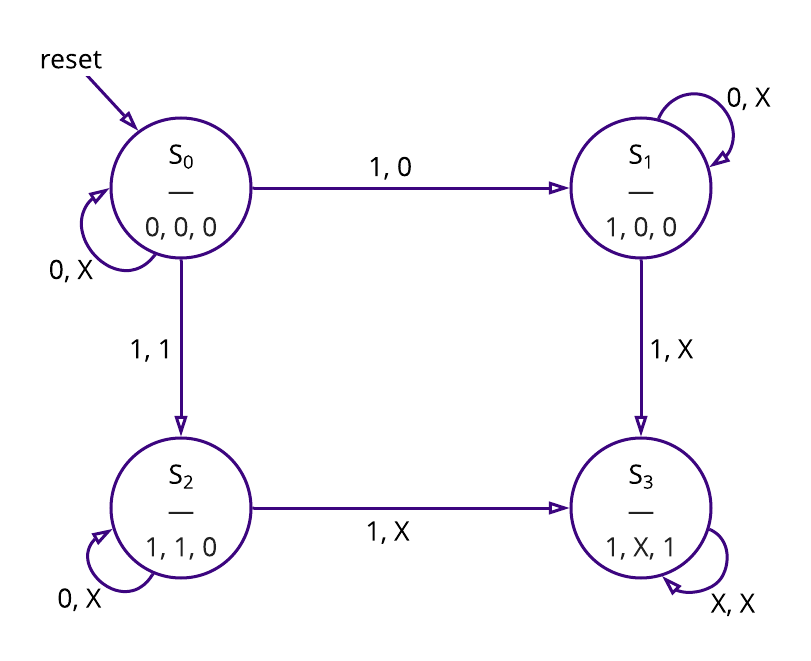 reset
0, X
S₀
—
0, 0, 0
1, 0
S₁
—
1, 0, 0
0, X
1, 1
1, X
S₂
—
1, 1, 0
S₃
—
1, X, 1
1, X
0, X
X, X